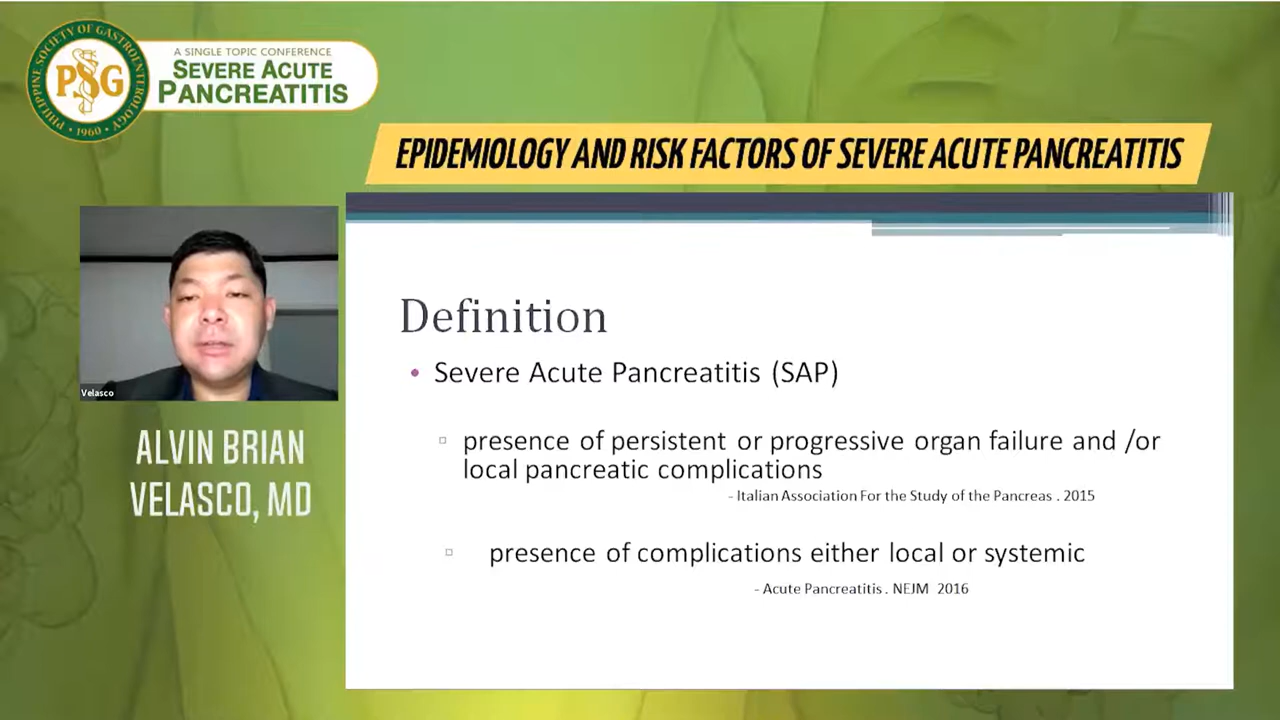 PHILIPPINE SOCIETY OF GASTROENTEROLOGY
PSG
• 1960 •
A SINGLE TOPIC CONFERENCE
SEVERE ACUTE
PANCREATITIS
EPIDEMIOLOGY AND RISK FACTORS OF SEVERE ACUTE PANCREATITIS
Velasco
ALVIN BRIAN
VELASCO, MD
Definition
• Severe Acute Pancreatitis (SAP)
▫ presence of persistent or progressive organ failure and /or
local pancreatic complications
- Italian Association For the Study of the Pancreas . 2015
▫ presence of complications either local or systemic
- Acute Pancreatitis . NEJM 2016